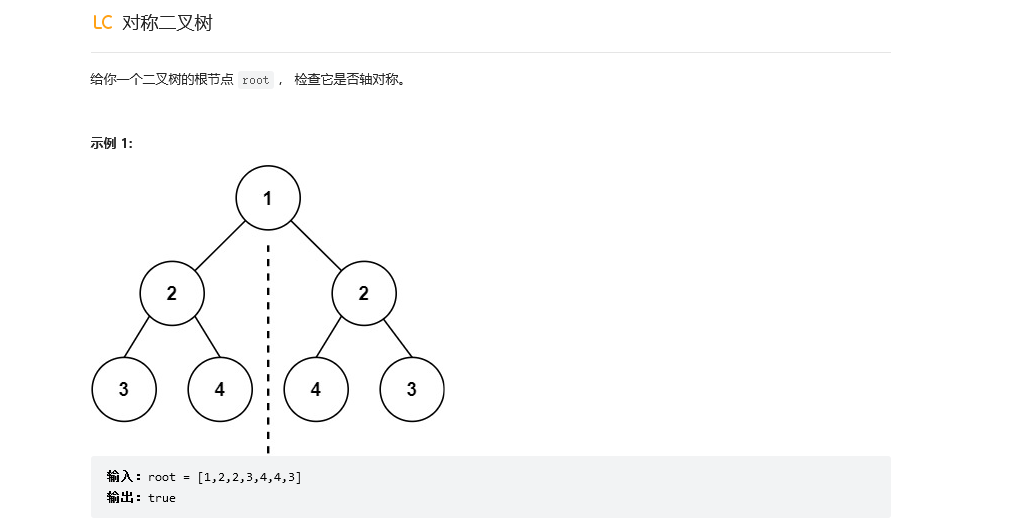 LC 对称二叉树
给你一个二叉树的根节点 root ， 检查它是否轴对称。
示例 1:
1
2 2
3 4 4 3
输入：root = [1,2,2,3,4,4,3]
输出：true